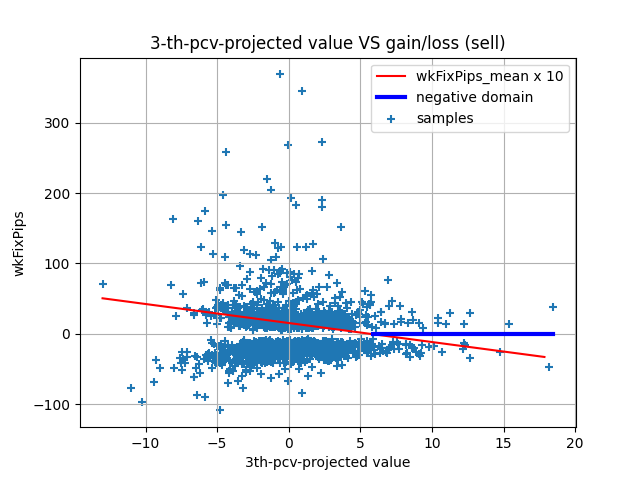 3-th-pcv-projected value VS gain/loss (sell)
wkFixPips_mean x 10
negative domain
samples
wkFixPips
300
200
100
0
−100
−10
−5
0
5
10
15
20
3th-pcv-projected value